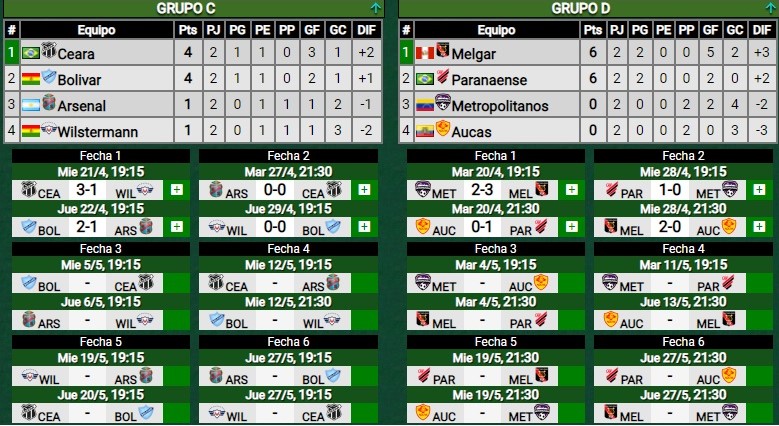 GRUPO C
# Equipo Pts PJ PG PE PP GF GC DIF
1 Ceara 4 2 1 1 0 3 1 +2
2 Bolivar 4 2 1 1 0 2 1 +1
3 Arsenal 1 2 0 1 1 1 2 -1
4 Wilstermann 1 2 0 1 1 1 3 -2
Fecha 1
Mie 21/4, 19:15
CEA 3-1 WIL +
Jue 22/4, 19:15
BOL 2-1 ARS +
Fecha 2
Mar 27/4, 21:30
ARS 0-0 CEA +
Jue 29/4, 19:15
WIL 0-0 BOL +
Fecha 3
Mie 5/5, 19:15
BOL - CEA
Jue 6/5, 19:15
ARS - WIL
Fecha 4
Mie 12/5, 19:15
CEA - ARS
Mie 12/5, 21:30
BOL - WIL
Fecha 5
Mie 19/5, 19:15
WIL - ARS
Jue 20/5, 19:15
CEA - BOL
Fecha 6
Jue 27/5, 21:30
ARS - BOL
Jue 27/5, 21:30
WIL - CEA
GRUPO D
# Equipo Pts PJ PG PE PP GF GC DIF
1 Melgar 6 2 2 0 0 5 2 +3
2 Paranaense 6 2 2 0 0 2 0 +2
3 Metropolitanos 0 2 0 0 2 2 4 -2
4 Aucas 0 2 0 0 2 0 3 -3
Fecha 1
Mar 20/4, 19:15
MET 2-3 MEL +
Mar 20/4, 21:30
AUC 0-1 PAR +
Fecha 2
Mie 28/4, 19:15
PAR 1-0 MET +
Mie 28/4, 21:30
MEL 2-0 AUC +
Fecha 3
Mar 4/5, 19:15
MET - AUC
Mar 4/5, 21:30
MEL - PAR
Fecha 4
Mar 11/5, 19:15
MET - PAR
Jue 13/5, 21:30
AUC - MEL
Fecha 5
Mie 19/5, 21:30
PAR - MEL
Mie 19/5, 21:30
AUC - MET
Fecha 6
Jue 27/5, 21:30
PAR - AUC
Jue 27/5, 21:30
MEL - MET